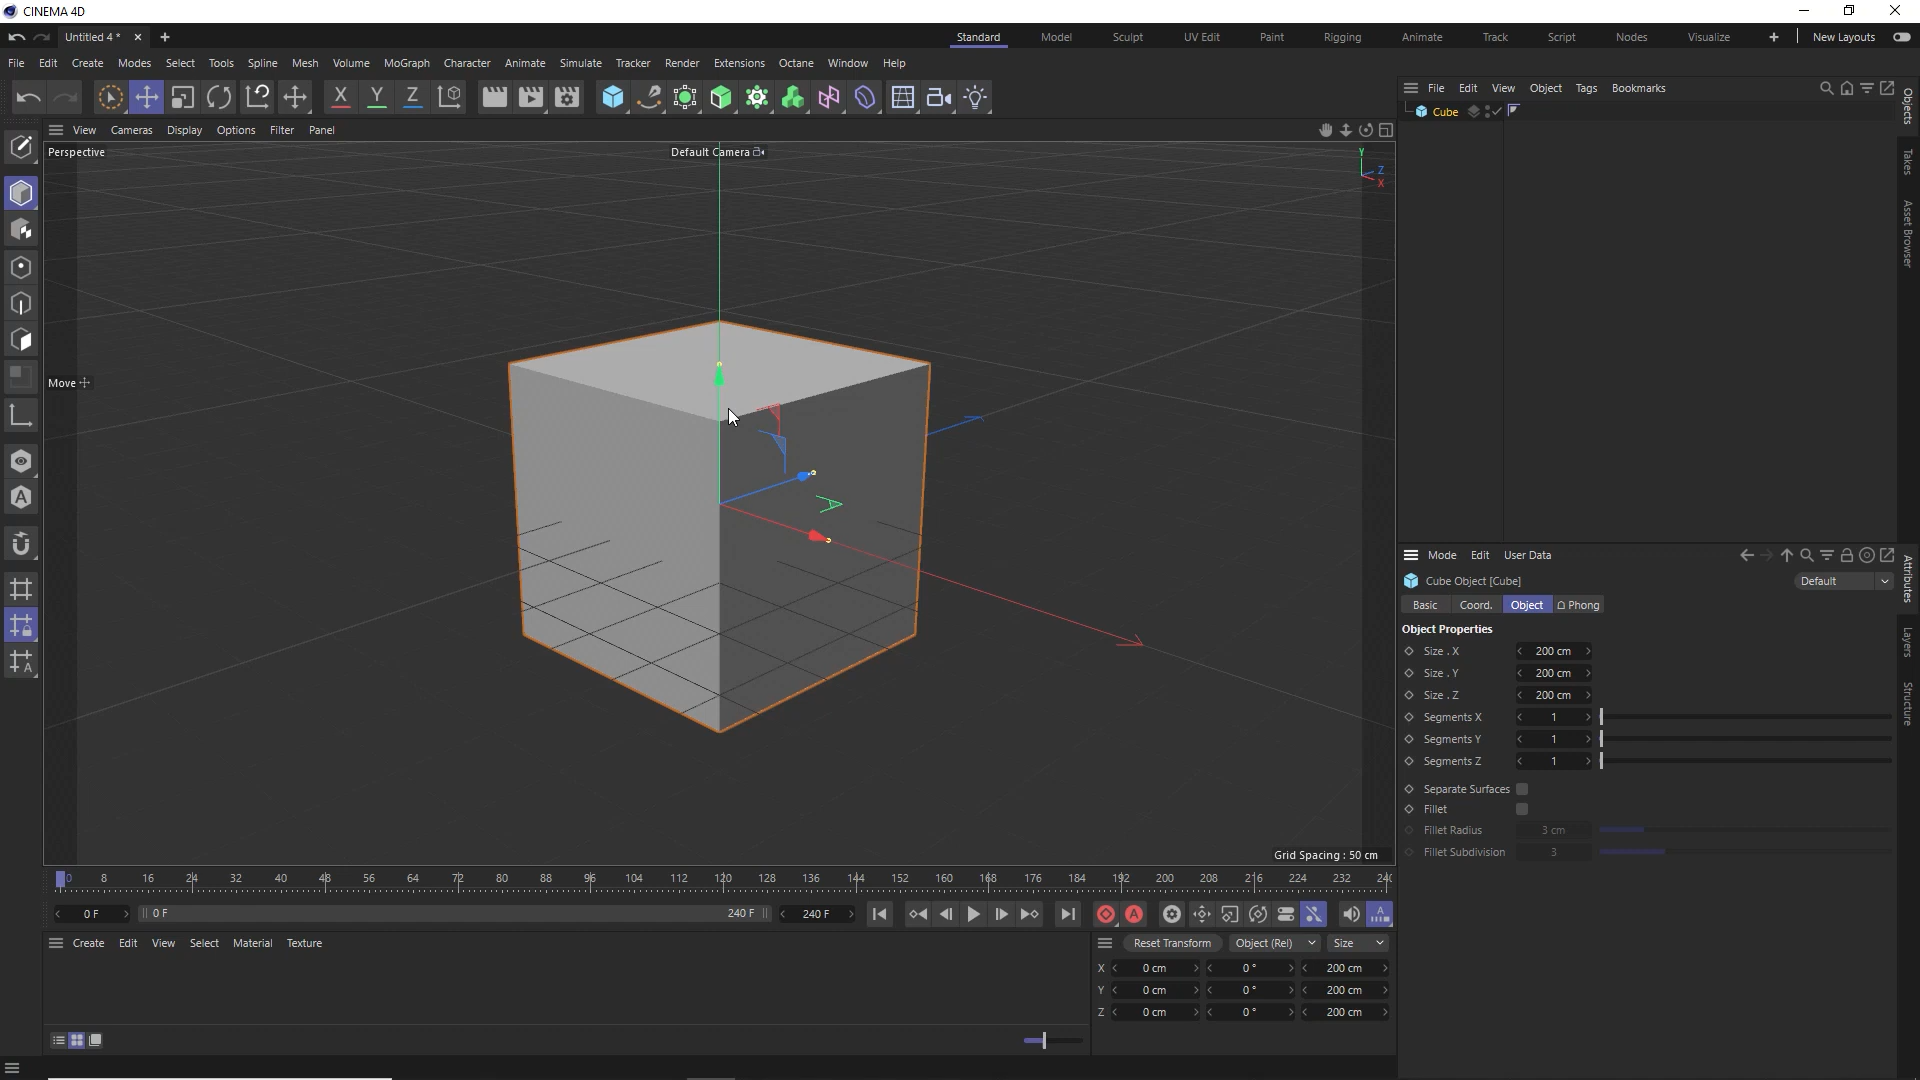 CINEMA 4D
Untitled 4 *
Standard Model Sculpt UV Edit Paint Rigging Animate Track Script Nodes Visualize New Layouts
File Edit Create Modes Select Tools Spline Mesh Volume MoGraph Character Animate Simulate Tracker Render Extensions Octane Window Help
X Y Z
File Edit View Object Tags Bookmarks
Objects
Takes
Asset Browser
Cube
View Cameras Display Options Filter Panel
Perspective
Default Camera
Y
Z
X
Move
Grid Spacing : 50 cm
Mode Edit User Data
Attributes
Layers
Structure
Cube Object [Cube]
Default
Basic Coord. Object Phong
Object Properties
Size . X 200 cm
Size . Y 200 cm
Size . Z 200 cm
Segments X 1
Segments Y 1
Segments Z 1
Separate Surfaces
Fillet
Fillet Radius 3 cm
Fillet Subdivision 3
0 8 16 24 32 40 48 56 64 72 80 88 96 104 112 120 128 136 144 152 160 168 176 184 192 200 208 216 224 232 240
0 F 0 F 240 F 240 F
Create Edit View Select Material Texture
Reset Transform Object (Rel) Size
X 0 cm 0 ° 200 cm
Y 0 cm 0 ° 200 cm
Z 0 cm 0 ° 200 cm